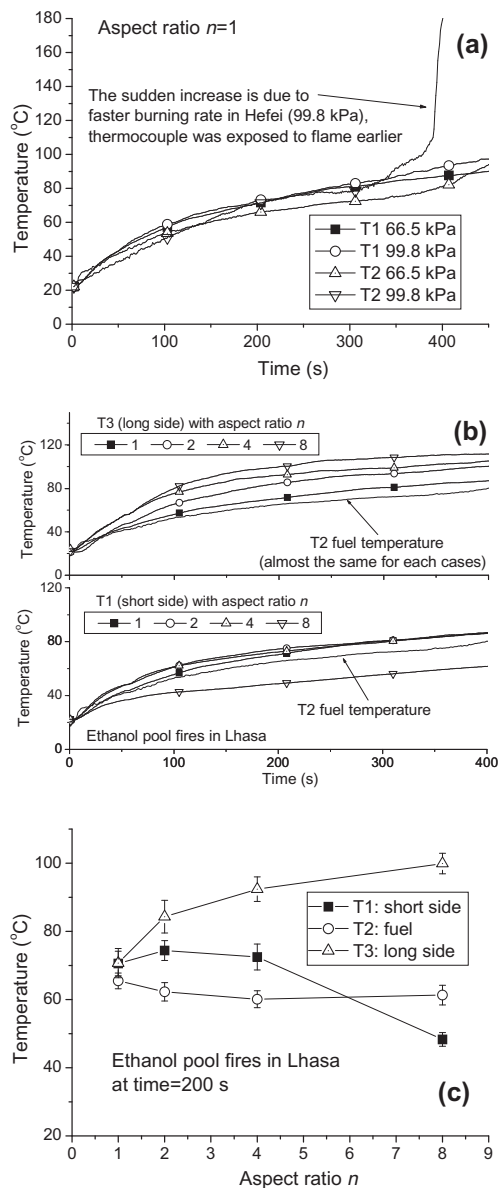 180
160
140
120
100
80
60
40
20
0
Temperature (°C)
Aspect ratio n=1
(a)
The sudden increase is due to
faster burning rate in Hefei (99.8 kPa),
thermocouple was exposed to flame earlier
T1 66.5 kPa
T1 99.8 kPa
T2 66.5 kPa
T2 99.8 kPa
0 100 200 300 400
Time (s)
(b)
T3 (long side) with aspect ratio n
1 2 4 8
120
80
40
0
Temperature (°C)
T2 fuel temperature
(almost the same for each cases)
0 100 200 300 400
T1 (short side) with aspect ratio n
1 2 4 8
120
80
40
0
Temperature (°C)
T2 fuel temperature
Ethanol pool fires in Lhasa
0 100 200 300 400
Time (s)
100
80
60
40
20
Temperature (°C)
T1: short side
T2: fuel
T3: long side
Ethanol pool fires in Lhasa
at time=200 s
(c)
0 1 2 3 4 5 6 7 8 9
Aspect ratio n